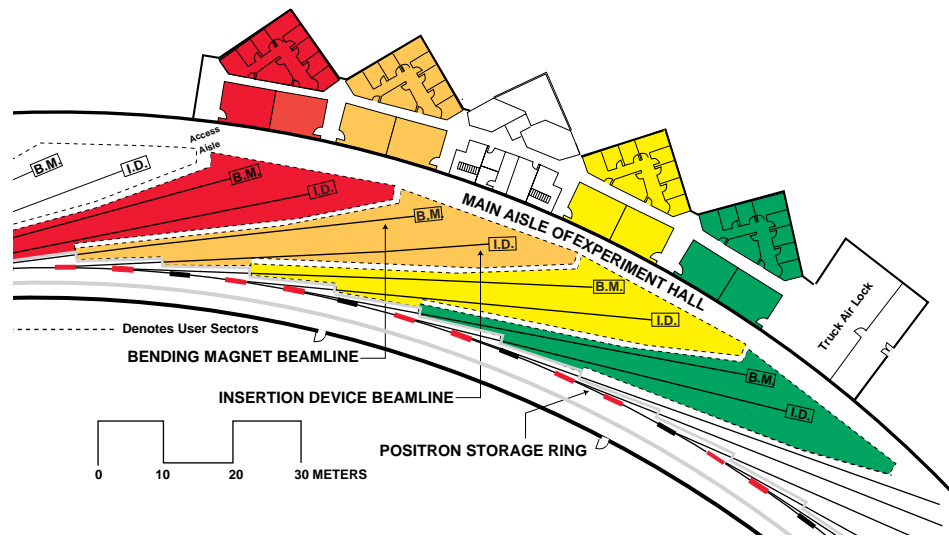 Access
Aisle
B.M.
I.D.
B.M.
I.D.
B.M.
I.D.
B.M.
I.D.
B.M.
I.D.
MAIN AISLE OF EXPERIMENT HALL
Truck Air Lock
Denotes User Sectors
BENDING MAGNET BEAMLINE
INSERTION DEVICE BEAMLINE
POSITRON STORAGE RING
0 10 20 30 METERS